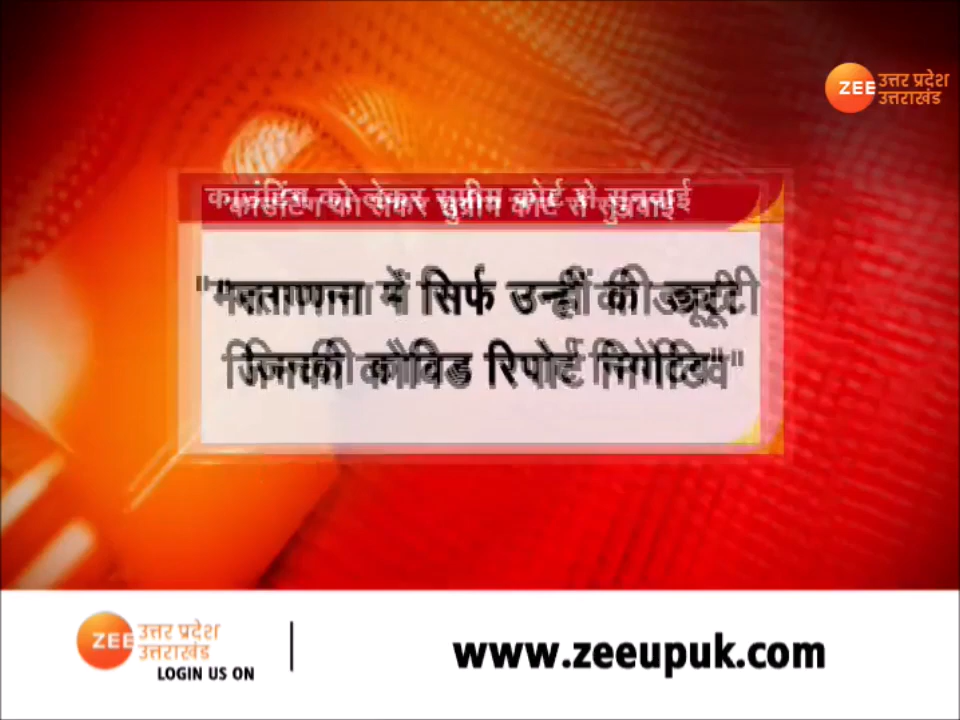 ZEE उत्तर प्रदेश
उत्तराखंड
काउंटिंग को लेकर सुप्रीम कोर्ट से सुनवाई
"मतगणना में सिर्फ उन्हीं की ड्यूटी
जिनकी कोविड रिपोर्ट निगेटिव"
ZEE उत्तर प्रदेश
उत्तराखंड
LOGIN US ON
www.zeeupuk.com